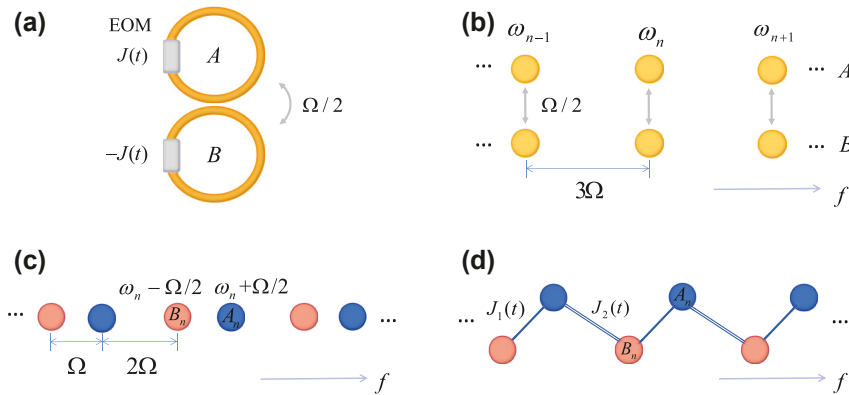 (a)
EOM
J(t)
A
Ω/2
−J(t)
B
(b)
ω_{n−1}
ω_n
ω_{n+1}
... ... A
Ω/2
... ... B
3Ω
f
(c)
ω_n − Ω/2
ω_n + Ω/2
... B_n A_n ...
Ω
2Ω
f
(d)
J_1(t)
J_2(t)
A_n
... ...
B_n
f